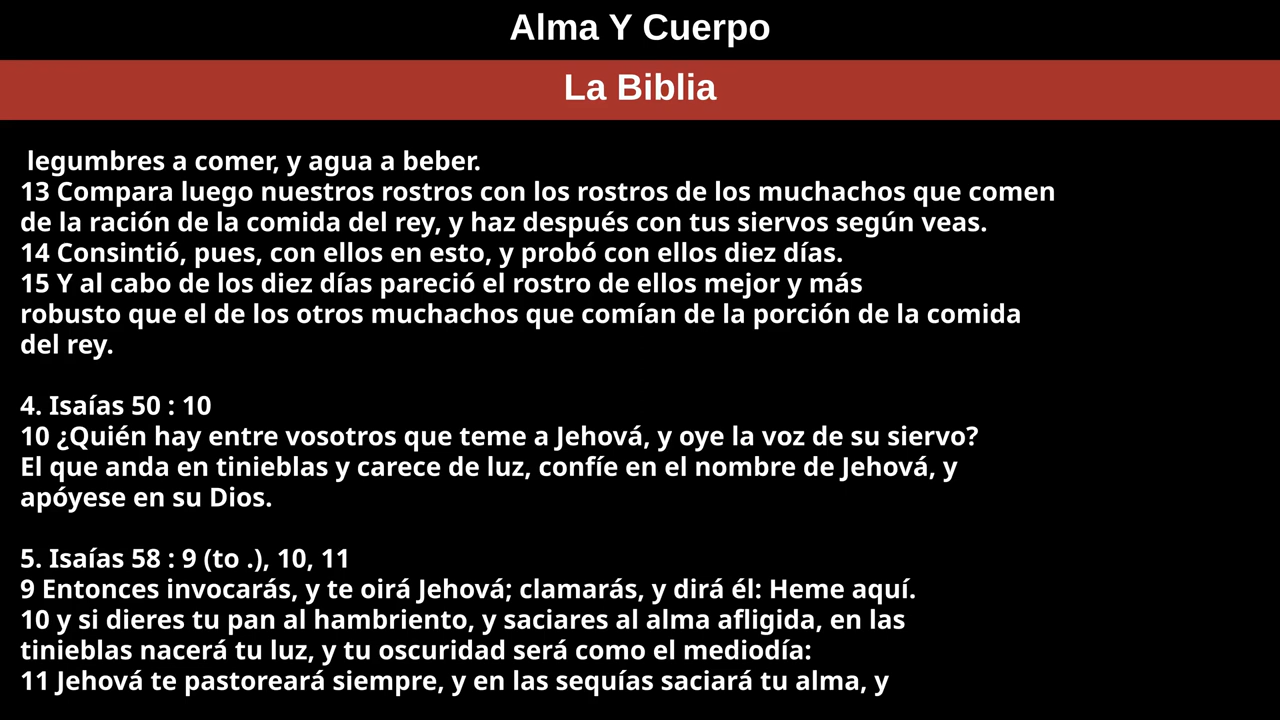 Alma Y Cuerpo
La Biblia
legumbres a comer, y agua a beber.
13 Compara luego nuestros rostros con los rostros de los muchachos que comen
de la ración de la comida del rey, y haz después con tus siervos según veas.
14 Consintió, pues, con ellos en esto, y probó con ellos diez días.
15 Y al cabo de los diez días pareció el rostro de ellos mejor y más
robusto que el de los otros muchachos que comían de la porción de la comida
del rey.
4. Isaías 50 : 10
10 ¿Quién hay entre vosotros que teme a Jehová, y oye la voz de su siervo?
El que anda en tinieblas y carece de luz, confíe en el nombre de Jehová, y
apóyese en su Dios.
5. Isaías 58 : 9 (to .), 10, 11
9 Entonces invocarás, y te oirá Jehová; clamarás, y dirá él: Heme aquí.
10 y si dieres tu pan al hambriento, y saciares al alma afligida, en las
tinieblas nacerá tu luz, y tu oscuridad será como el mediodía:
11 Jehová te pastoreará siempre, y en las sequías saciará tu alma, y